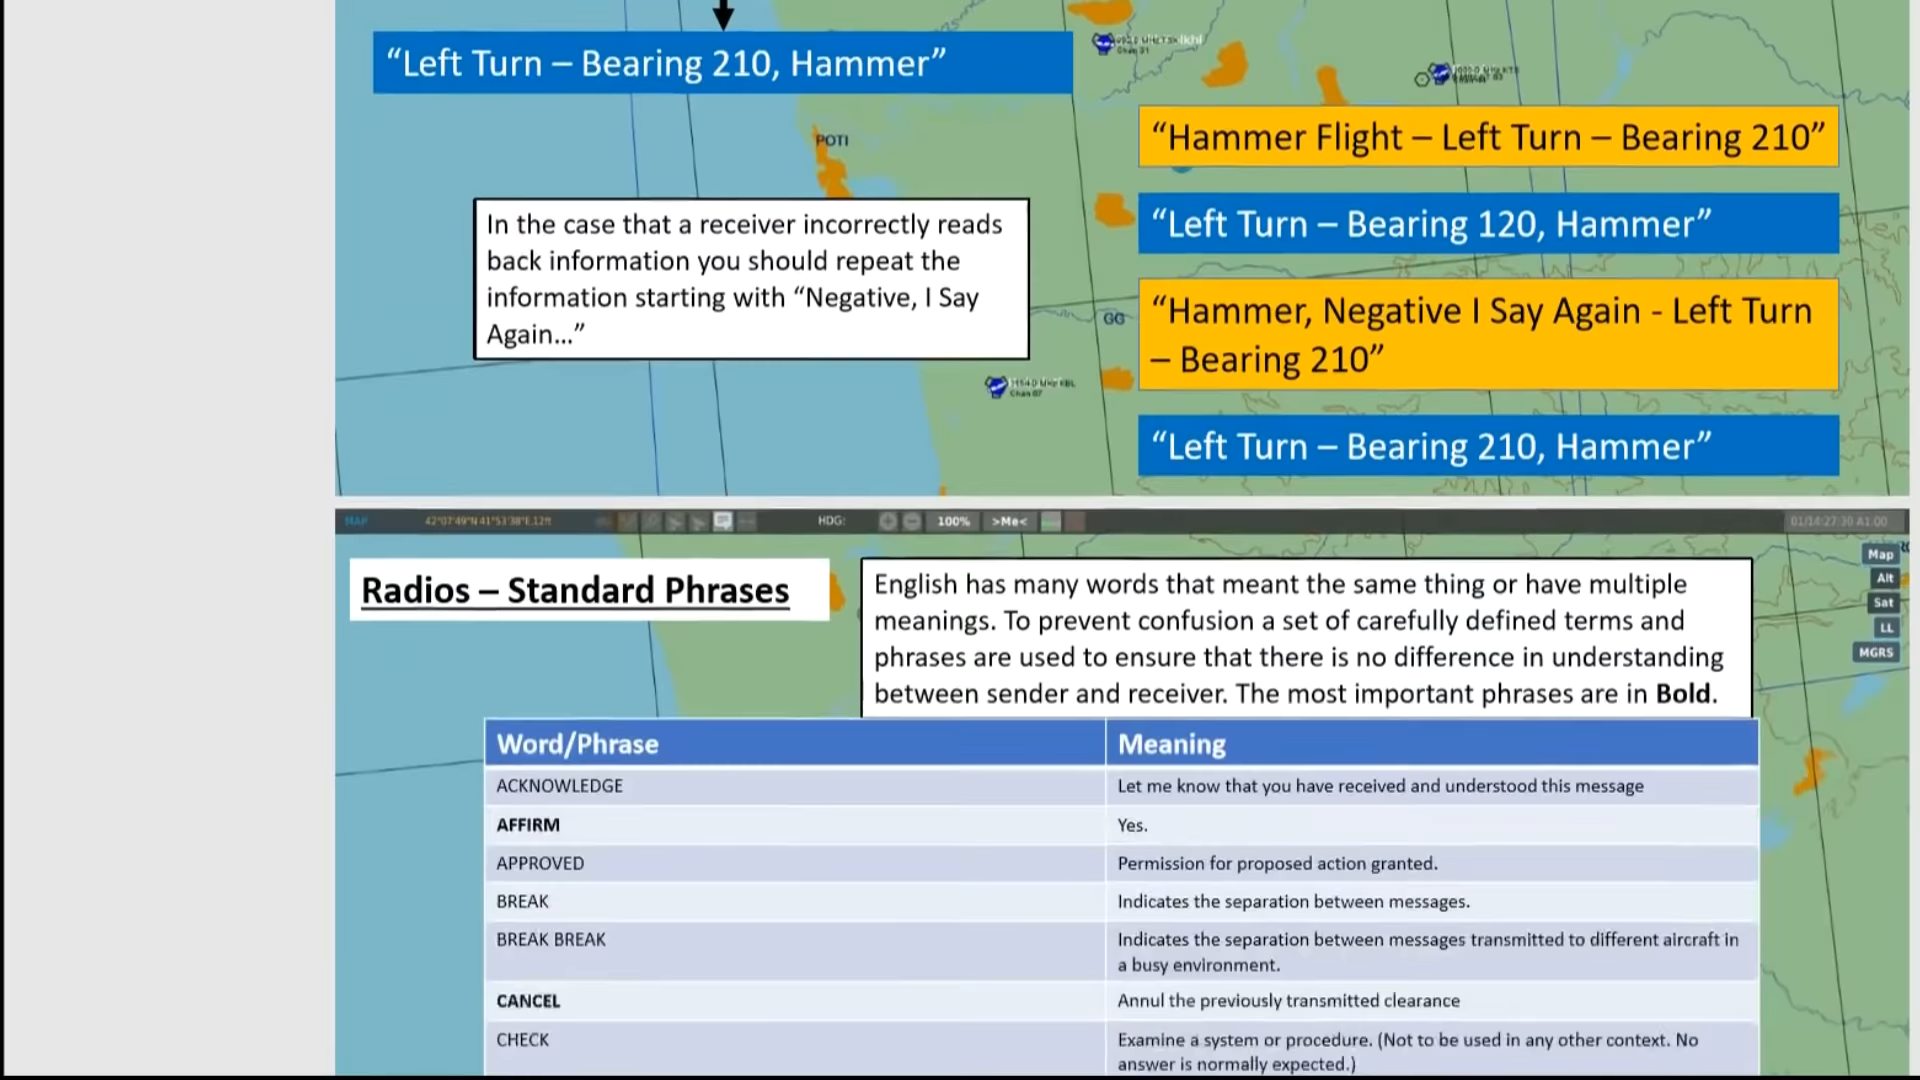 “Left Turn – Bearing 210, Hammer”
POTI
“Hammer Flight – Left Turn – Bearing 210”
In the case that a receiver incorrectly reads
back information you should repeat the
information starting with “Negative, I Say
Again...”
“Left Turn – Bearing 120, Hammer”
GG
“Hammer, Negative I Say Again - Left Turn
– Bearing 210”
“Left Turn – Bearing 210, Hammer”
MAP
HDG:
100%
>Me<
Map
Alt
Sat
LL
MGRS
Radios – Standard Phrases
English has many words that meant the same thing or have multiple
meanings. To prevent confusion a set of carefully defined terms and
phrases are used to ensure that there is no difference in understanding
between sender and receiver. The most important phrases are in Bold.
Word/Phrase Meaning
ACKNOWLEDGE Let me know that you have received and understood this message
AFFIRM Yes.
APPROVED Permission for proposed action granted.
BREAK Indicates the separation between messages.
BREAK BREAK Indicates the separation between messages transmitted to different aircraft in
a busy environment.
CANCEL Annul the previously transmitted clearance
CHECK Examine a system or procedure. (Not to be used in any other context. No
answer is normally expected.)